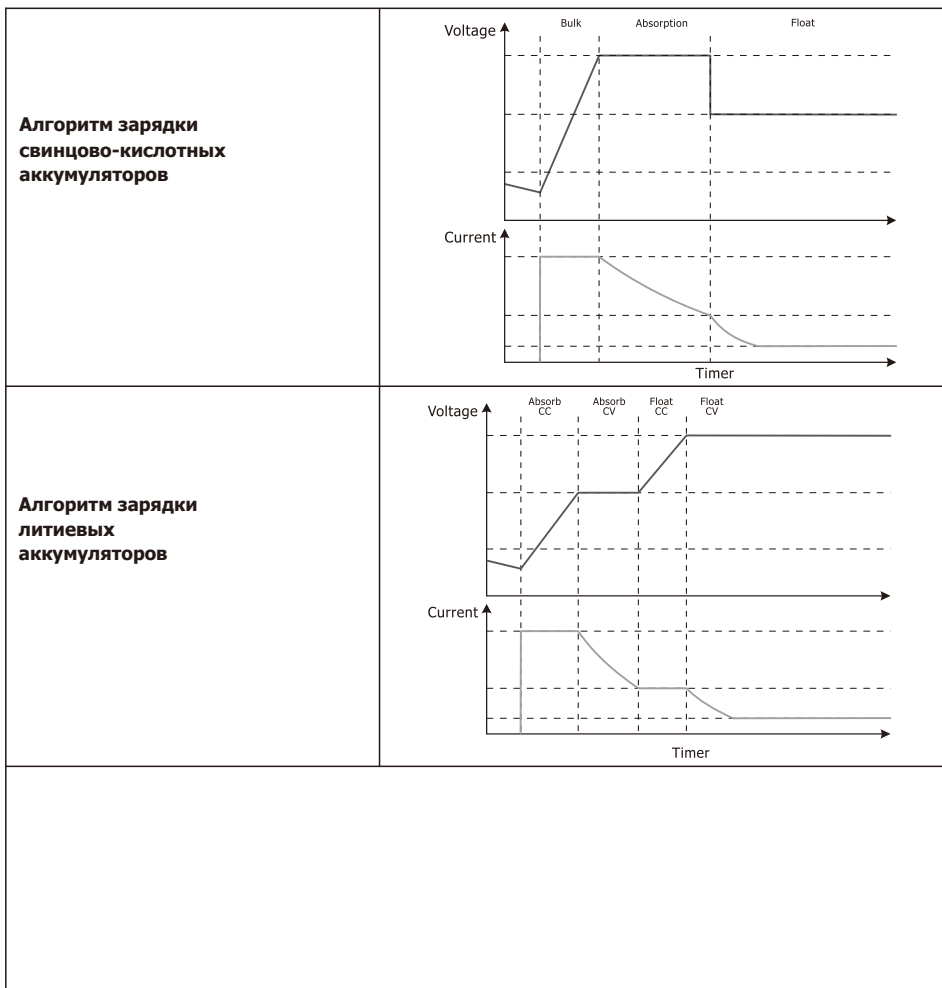 Алгоритм зарядки
свинцово-кислотных
аккумуляторов
Voltage
Bulk Absorption Float
Current
Timer
Алгоритм зарядки
литиевых
аккумуляторов
Voltage
Absorb Absorb Float Float
CC CV CC CV
Current
Timer